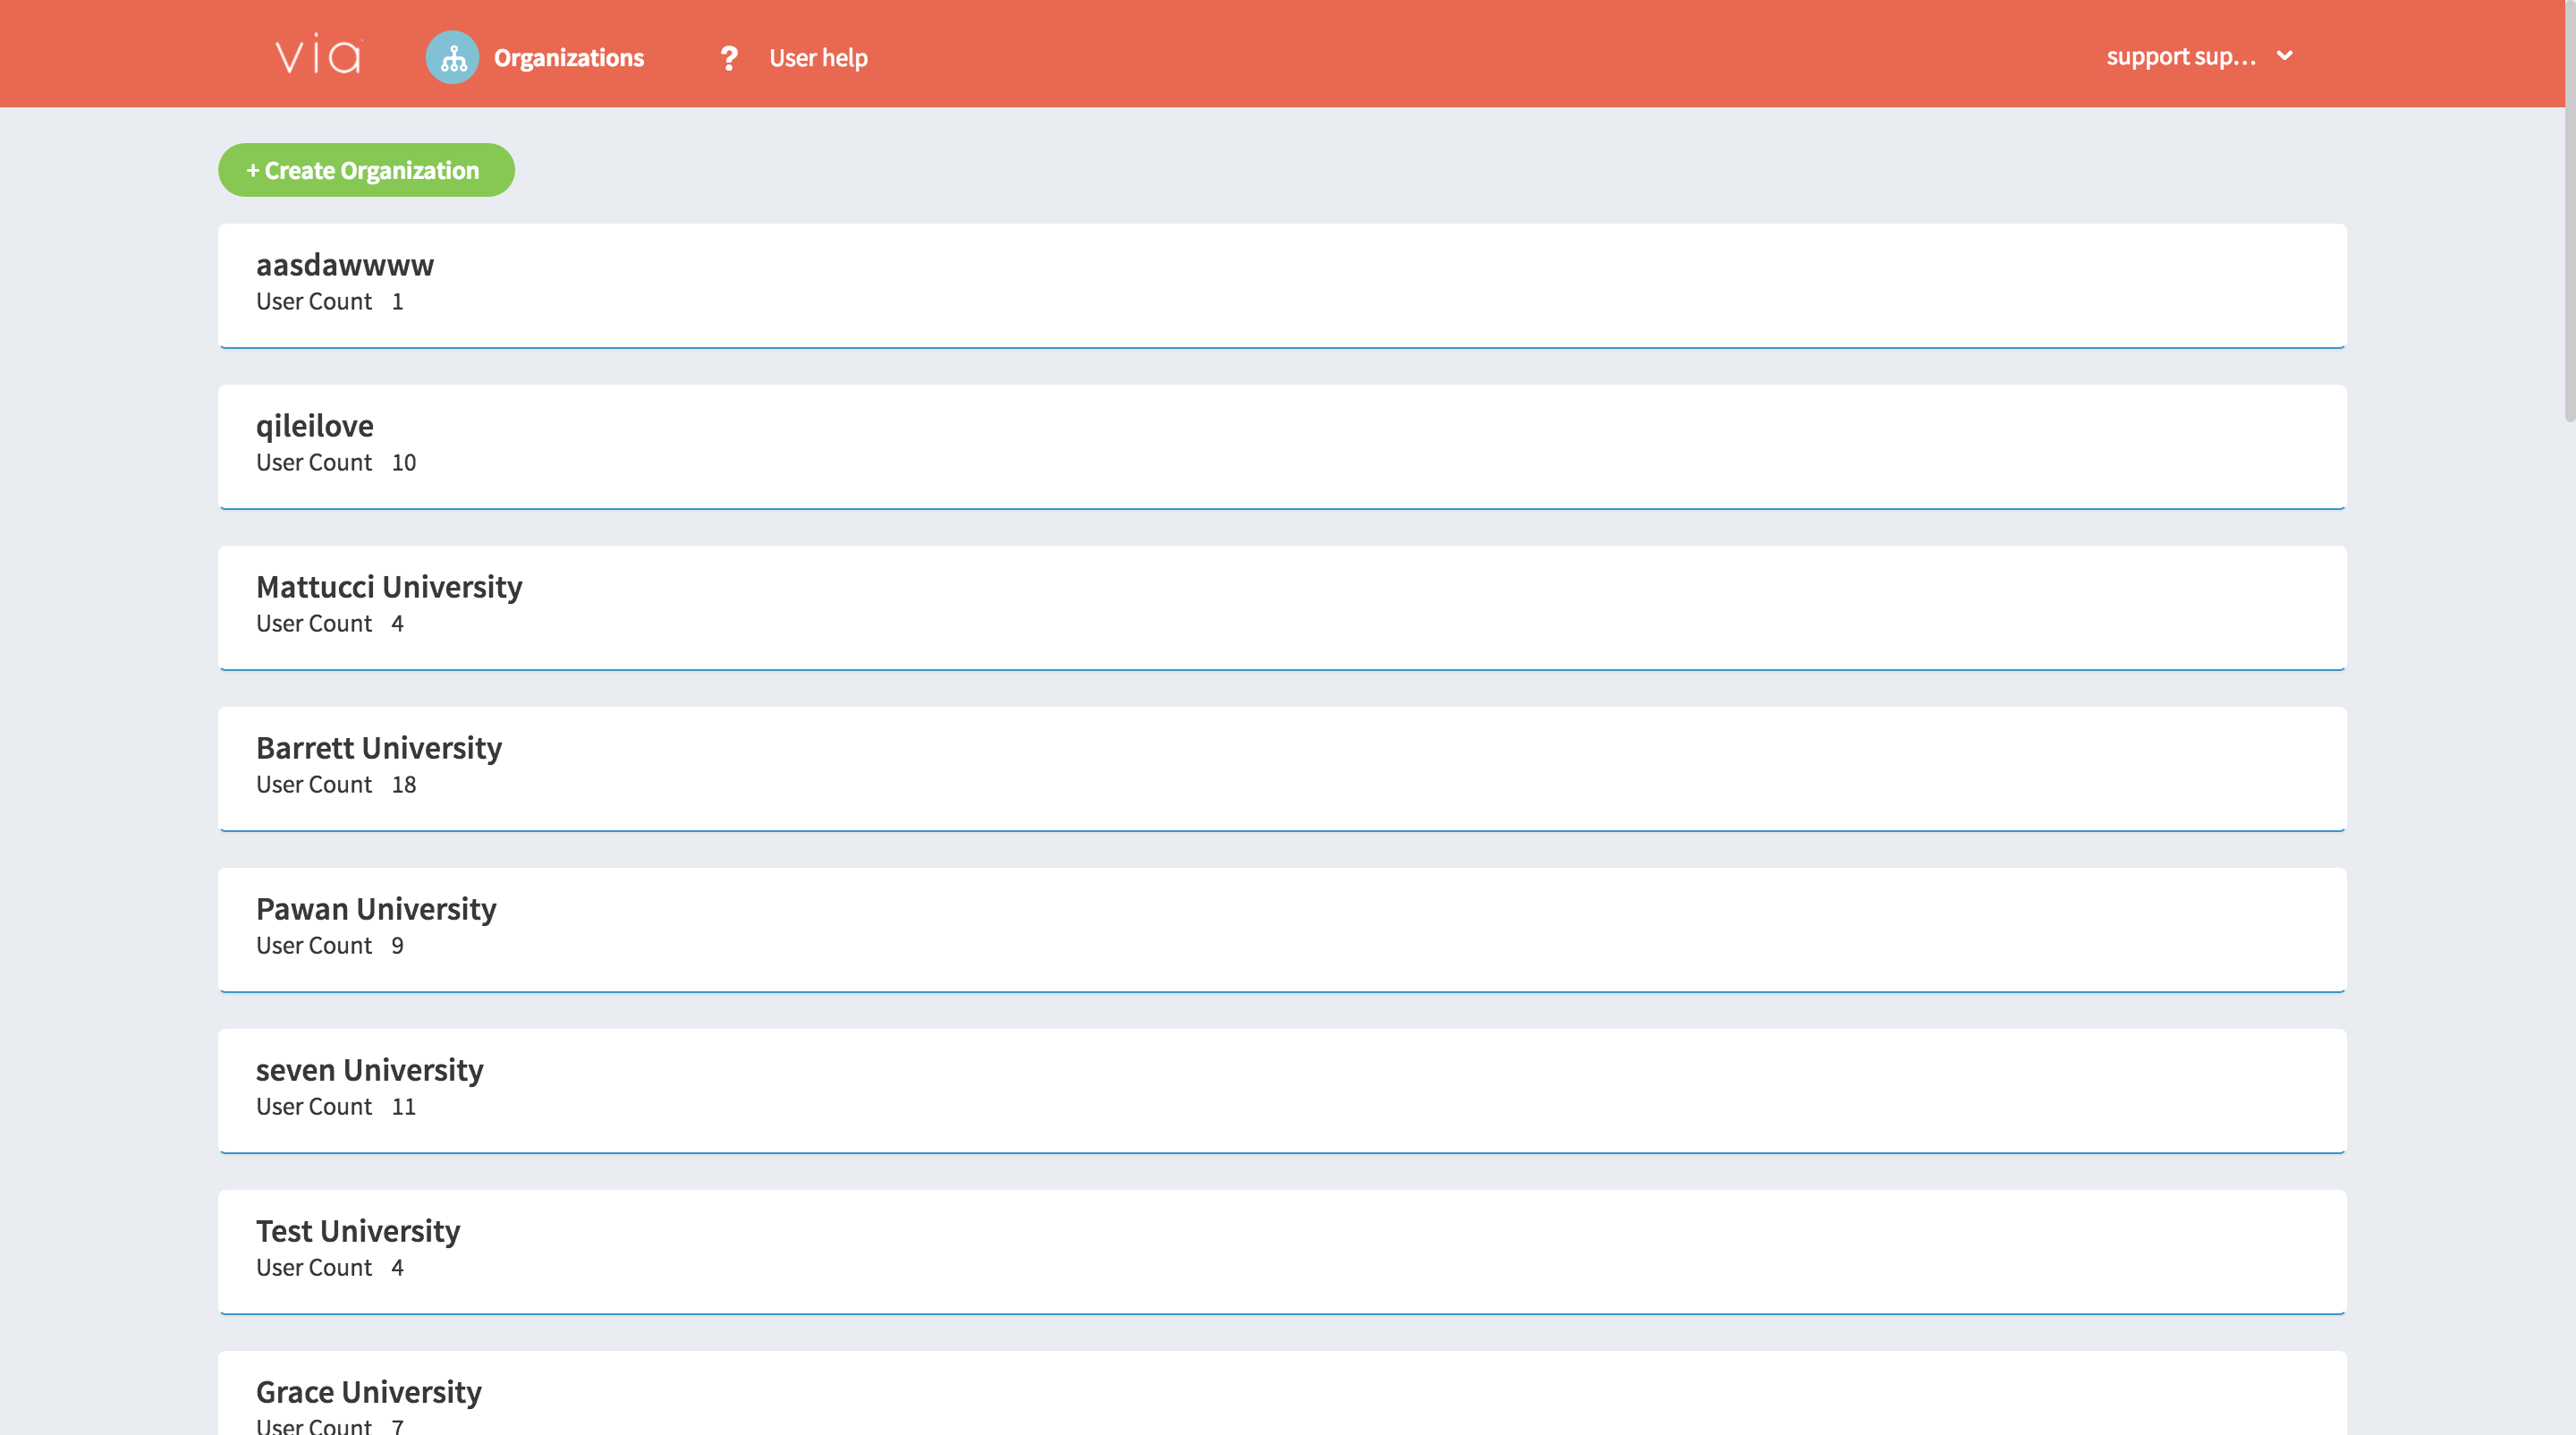 via Organizations ? User help support sup...
+ Create Organization
aasdawwww
User Count 1
qileilove
User Count 10
Mattucci University
User Count 4
Barrett University
User Count 18
Pawan University
User Count 9
seven University
User Count 11
Test University
User Count 4
Grace University
User Count 7